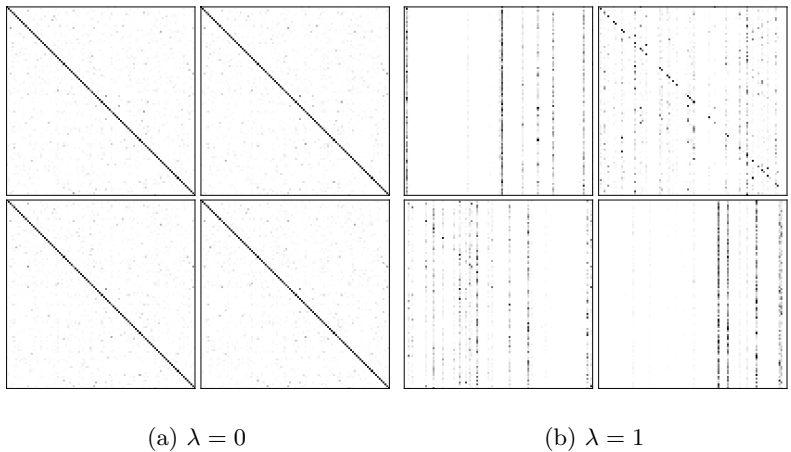 (a) λ = 0
(b) λ = 1